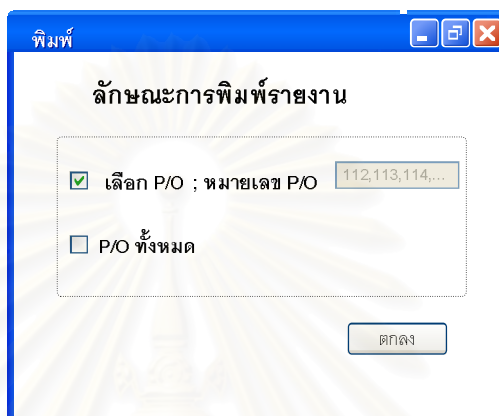 พิมพ์
ลักษณะการพิมพ์รายงาน
เลือก P/O ; หมายเลข P/O 112,113,114,...
P/O ทั้งหมด
ตกลง